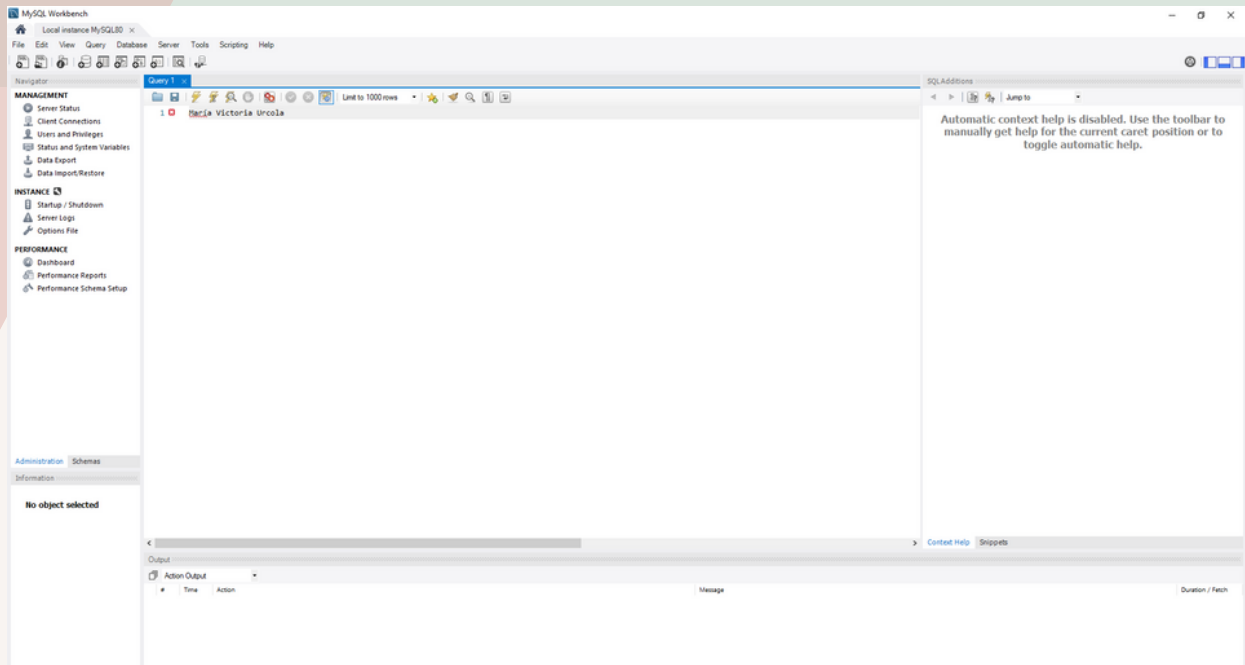 MySQL Workbench
Local instance MySQL80
File Edit View Query Database Server Tools Scripting Help
Navigator
MANAGEMENT
Server Status
Client Connections
Users and Privileges
Status and System Variables
Data Export
Data Import/Restore
INSTANCE
Startup / Shutdown
Server Logs
Options File
PERFORMANCE
Dashboard
Performance Reports
Performance Schema Setup
Administration Schemas
Information
No object selected
Query 1
Limit to 1000 rows
1 María Victoria Urcola
Output
Action Output
# Time Action Message Duration / Fetch
SQLAdditions
Jump to
Automatic context help is disabled. Use the toolbar to
manually get help for the current caret position or to
toggle automatic help.
Context Help Snippets